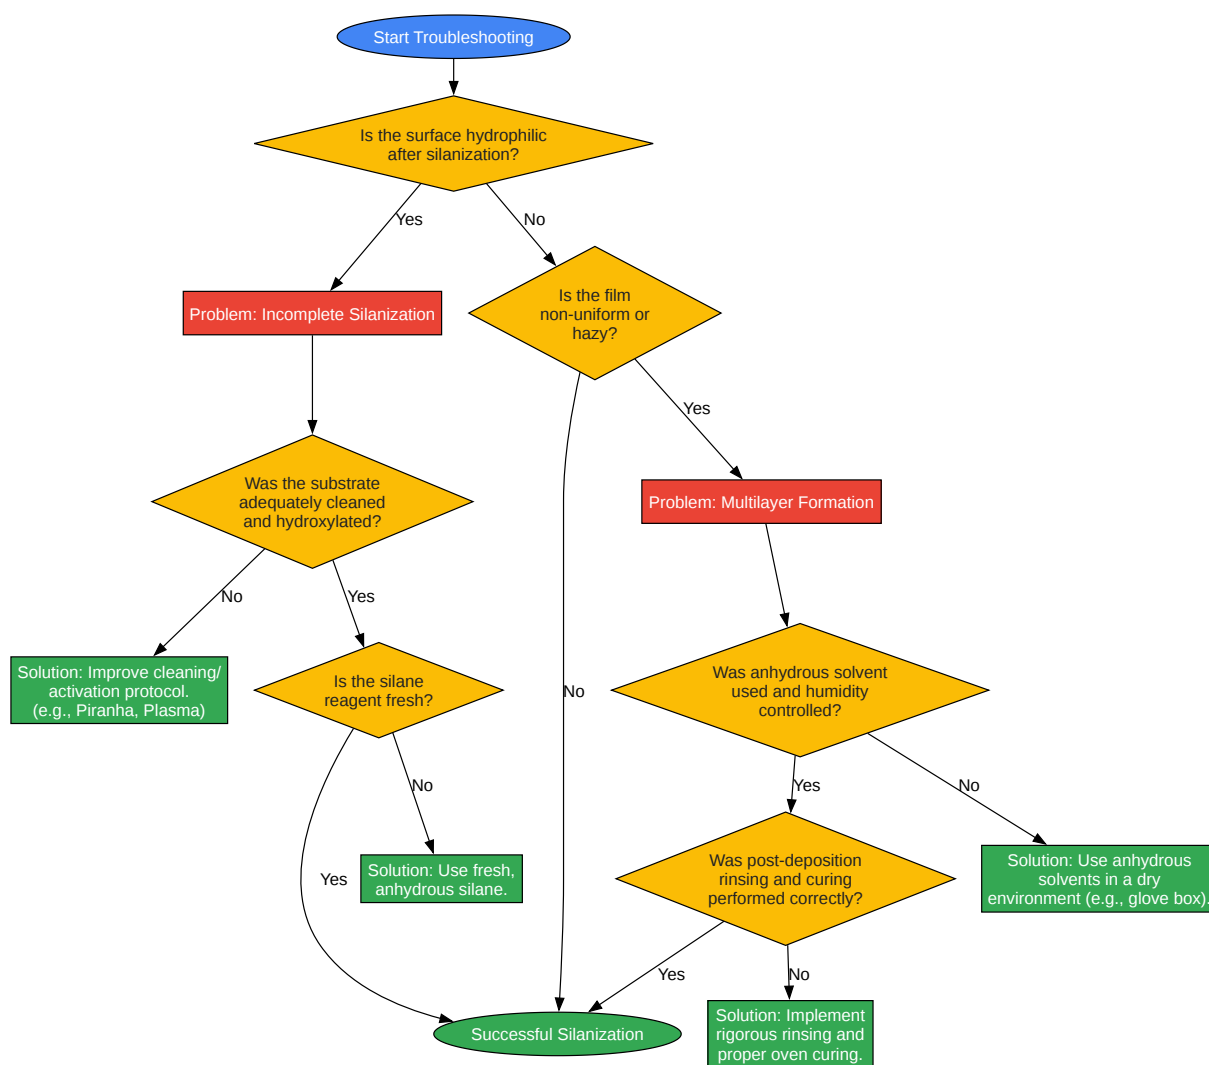 Start Troubleshooting
Is the surface hydrophilic
after silanization?
Yes
No
Is the film
non-uniform or
hazy?
Problem: Incomplete Silanization
Yes
Was the substrate
adequately cleaned
and hydroxylated?
Problem: Multilayer Formation
No
Yes
Solution: Improve cleaning/
activation protocol.
(e.g., Piranha, Plasma)
Is the silane
reagent fresh?
No
Was anhydrous solvent
used and humidity
controlled?
No
Yes
No
Yes
Solution: Use fresh,
anhydrous silane.
Was post-deposition
rinsing and curing
performed correctly?
Solution: Use anhydrous
solvents in a dry
environment (e.g., glove box).
Yes
No
Successful Silanization
Solution: Implement
rigorous rinsing and
proper oven curing.